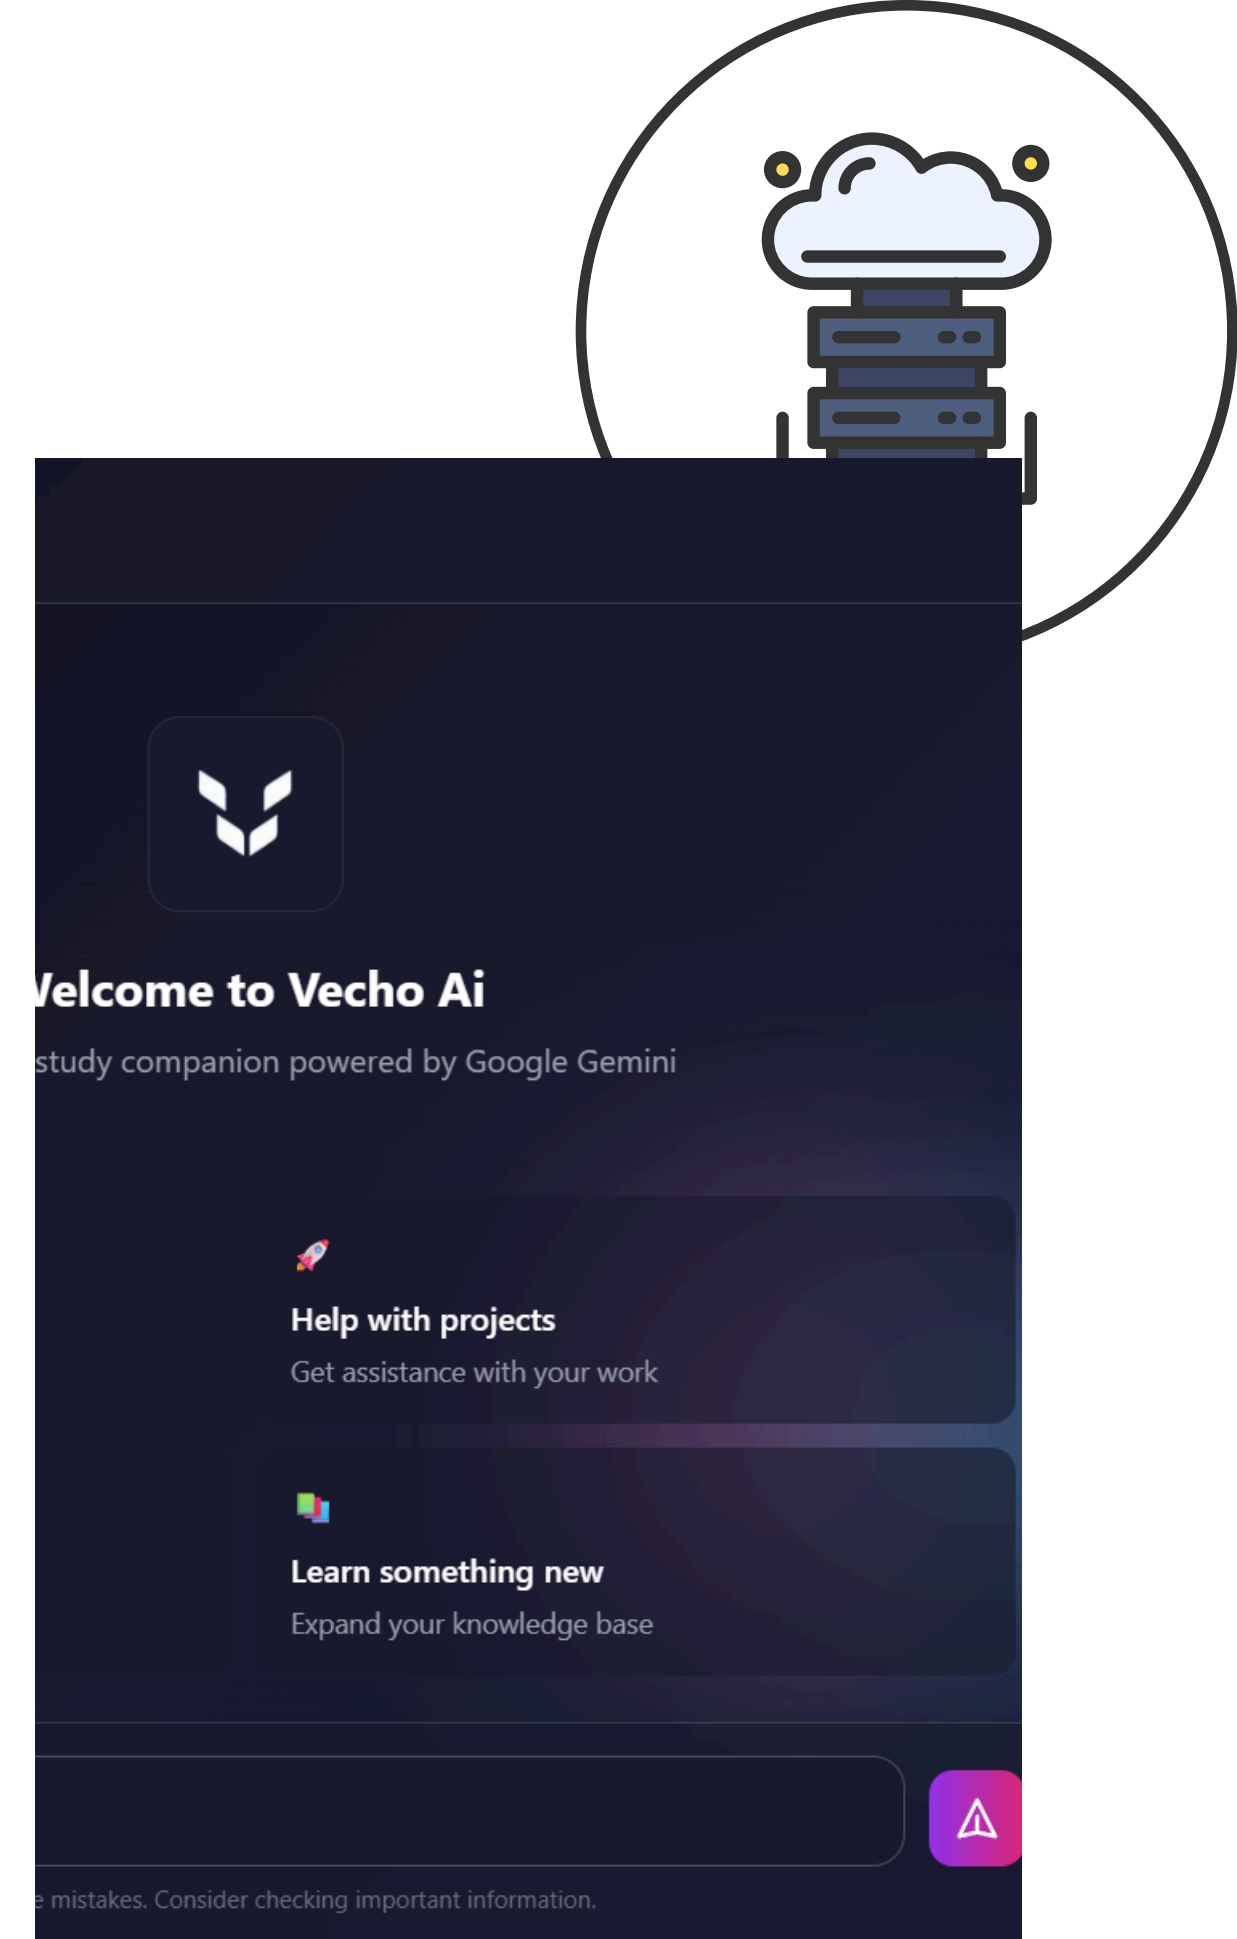 Welcome to Vecho Ai
study companion powered by Google Gemini
Help with projects
Get assistance with your work
Learn something new
Expand your knowledge base
mistakes. Consider checking important information.